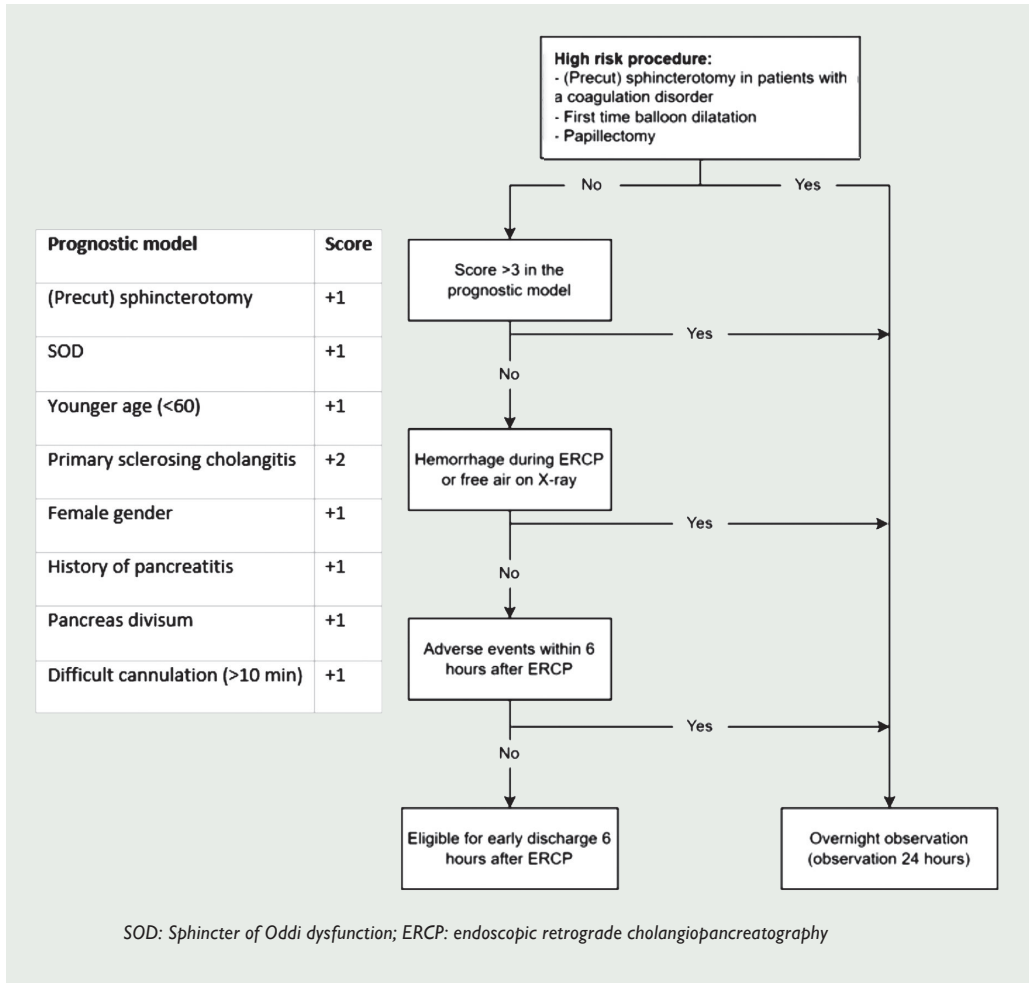 High risk procedure:
- (Precut) sphincterotomy in patients with
a coagulation disorder
- First time balloon dilatation
- Papillectomy
No
Yes
Prognostic model Score
(Precut) sphincterotomy +1
SOD +1
Younger age (<60) +1
Primary sclerosing cholangitis +2
Female gender +1
History of pancreatitis +1
Pancreas divisum +1
Difficult cannulation (>10 min) +1
Score >3 in the
prognostic model
Yes
No
Hemorrhage during ERCP
or free air on X-ray
Yes
No
Adverse events within 6
hours after ERCP
Yes
No
Eligible for early discharge 6
hours after ERCP
Overnight observation
(observation 24 hours)
SOD: Sphincter of Oddi dysfunction; ERCP: endoscopic retrograde cholangiopancreatography